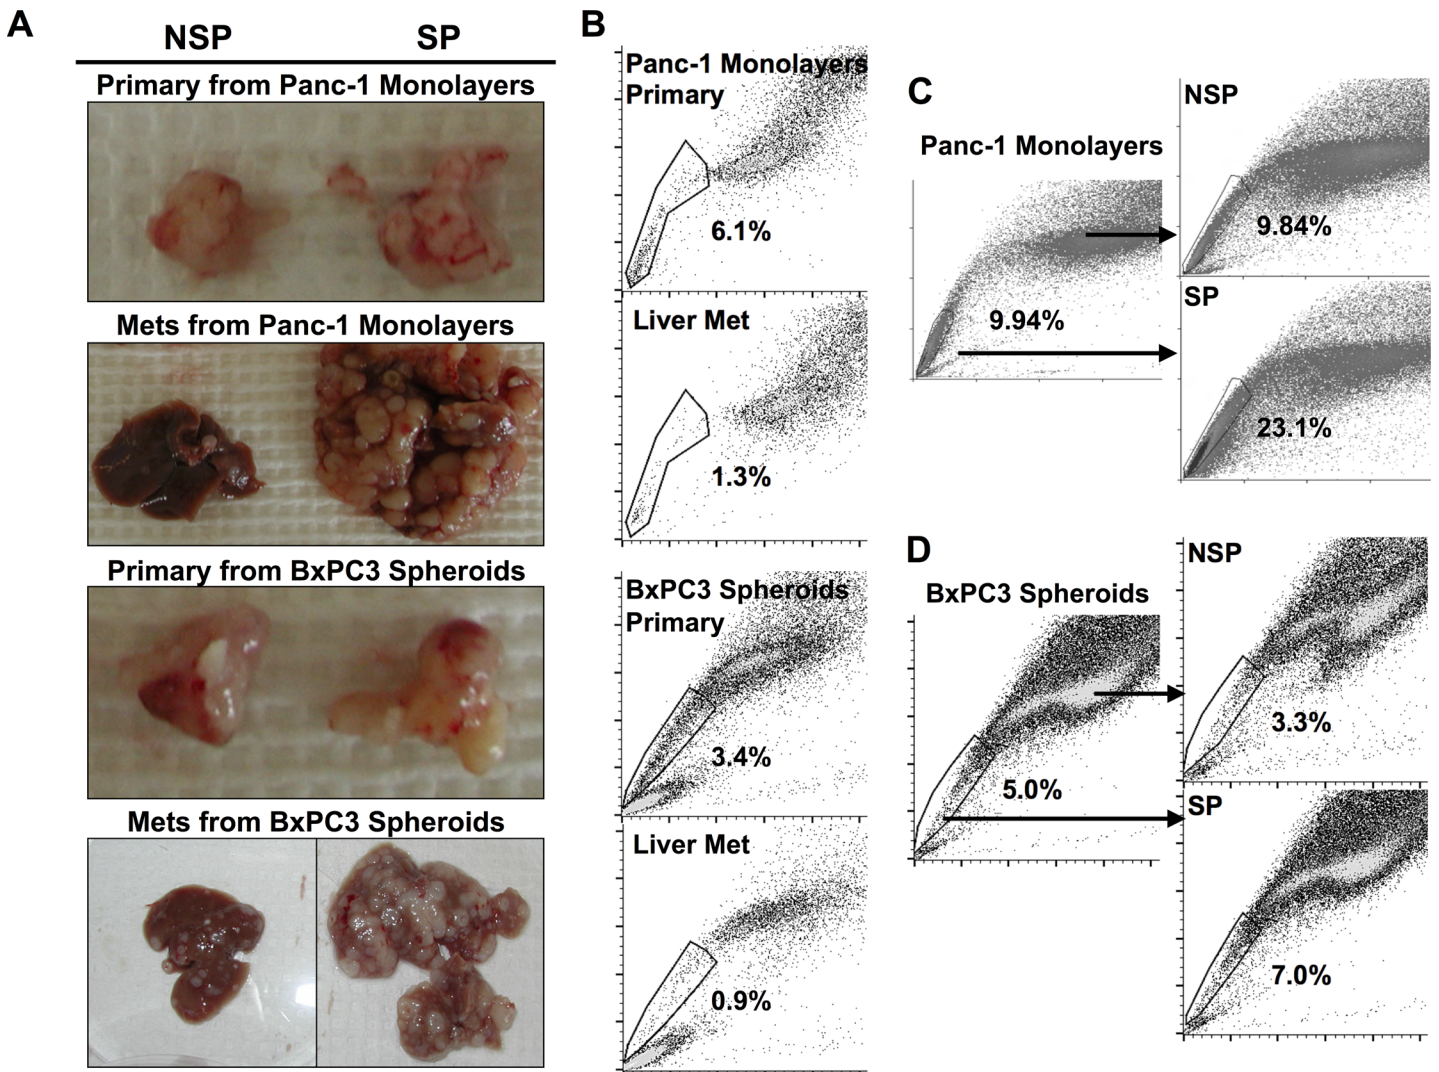 A
NSP SP
Primary from Panc-1 Monolayers
Mets from Panc-1 Monolayers
Primary from BxPC3 Spheroids
Mets from BxPC3 Spheroids
B
Panc-1 Monolayers
Primary
6.1%
Liver Met
1.3%
BxPC3 Spheroids
Primary
3.4%
Liver Met
0.9%
C
Panc-1 Monolayers
9.94%
NSP
9.84%
SP
23.1%
D
BxPC3 Spheroids
5.0%
NSP
3.3%
SP
7.0%